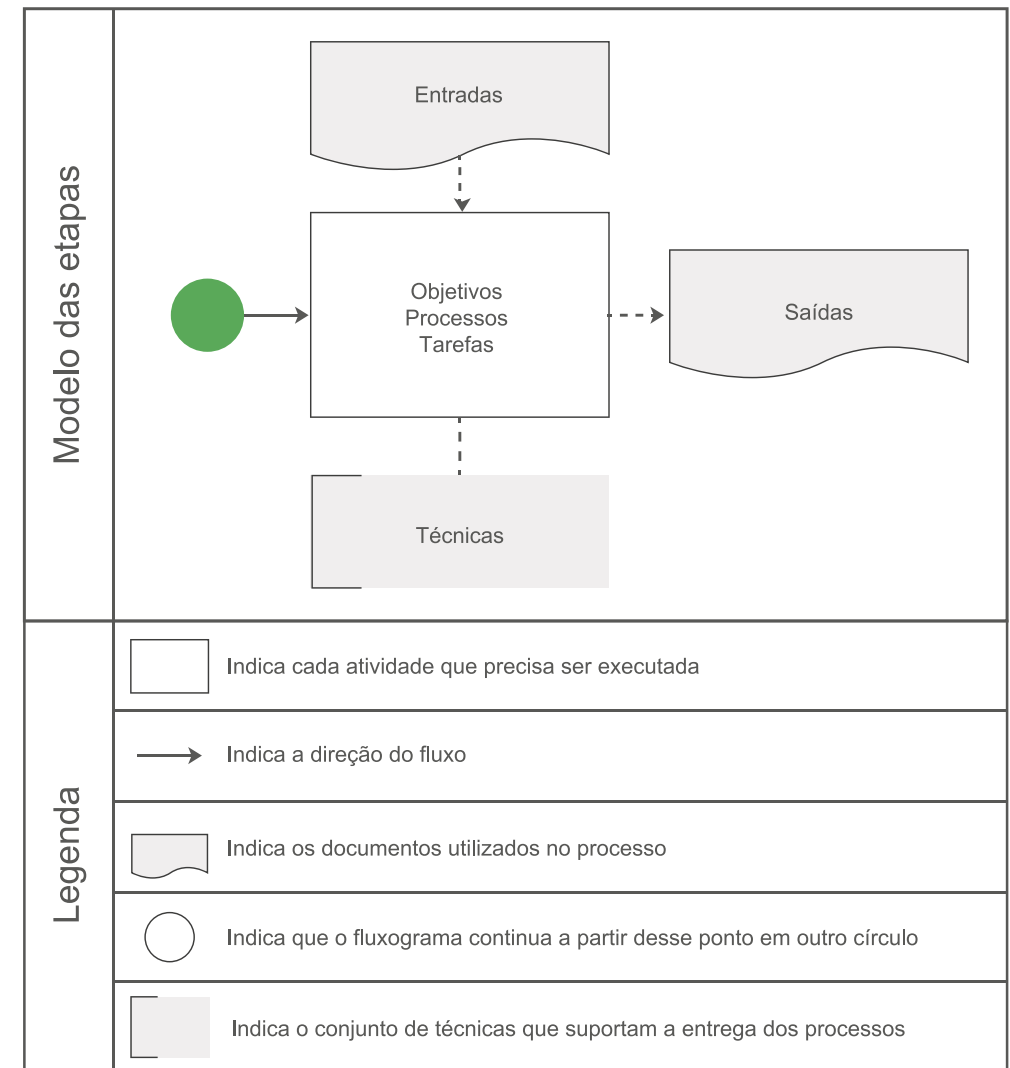 Modelo das etapas
Entradas
Objetivos
Processos
Tarefas
Saídas
Técnicas
Legenda
Indica cada atividade que precisa ser executada
Indica a direção do fluxo
Indica os documentos utilizados no processo
Indica que o fluxograma continua a partir desse ponto em outro círculo
Indica o conjunto de técnicas que suportam a entrega dos processos